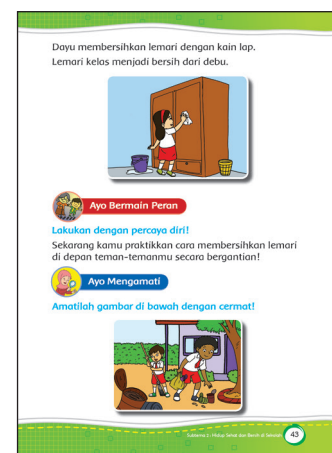 Dayu membersihkan lemari dengan kain lap.
Lemari kelas menjadi bersih dari debu.
Ayo Bermain Peran
Lakukan dengan percaya diri!
Sekarang kamu praktikkan cara membersihkan lemari
di depan teman-temanmu secara bergantian!
Ayo Mengamati
Amatilah gambar di bawah dengan cermat!
Subtema 2: Hidup Sehat dan Bersih di Sekolah
43